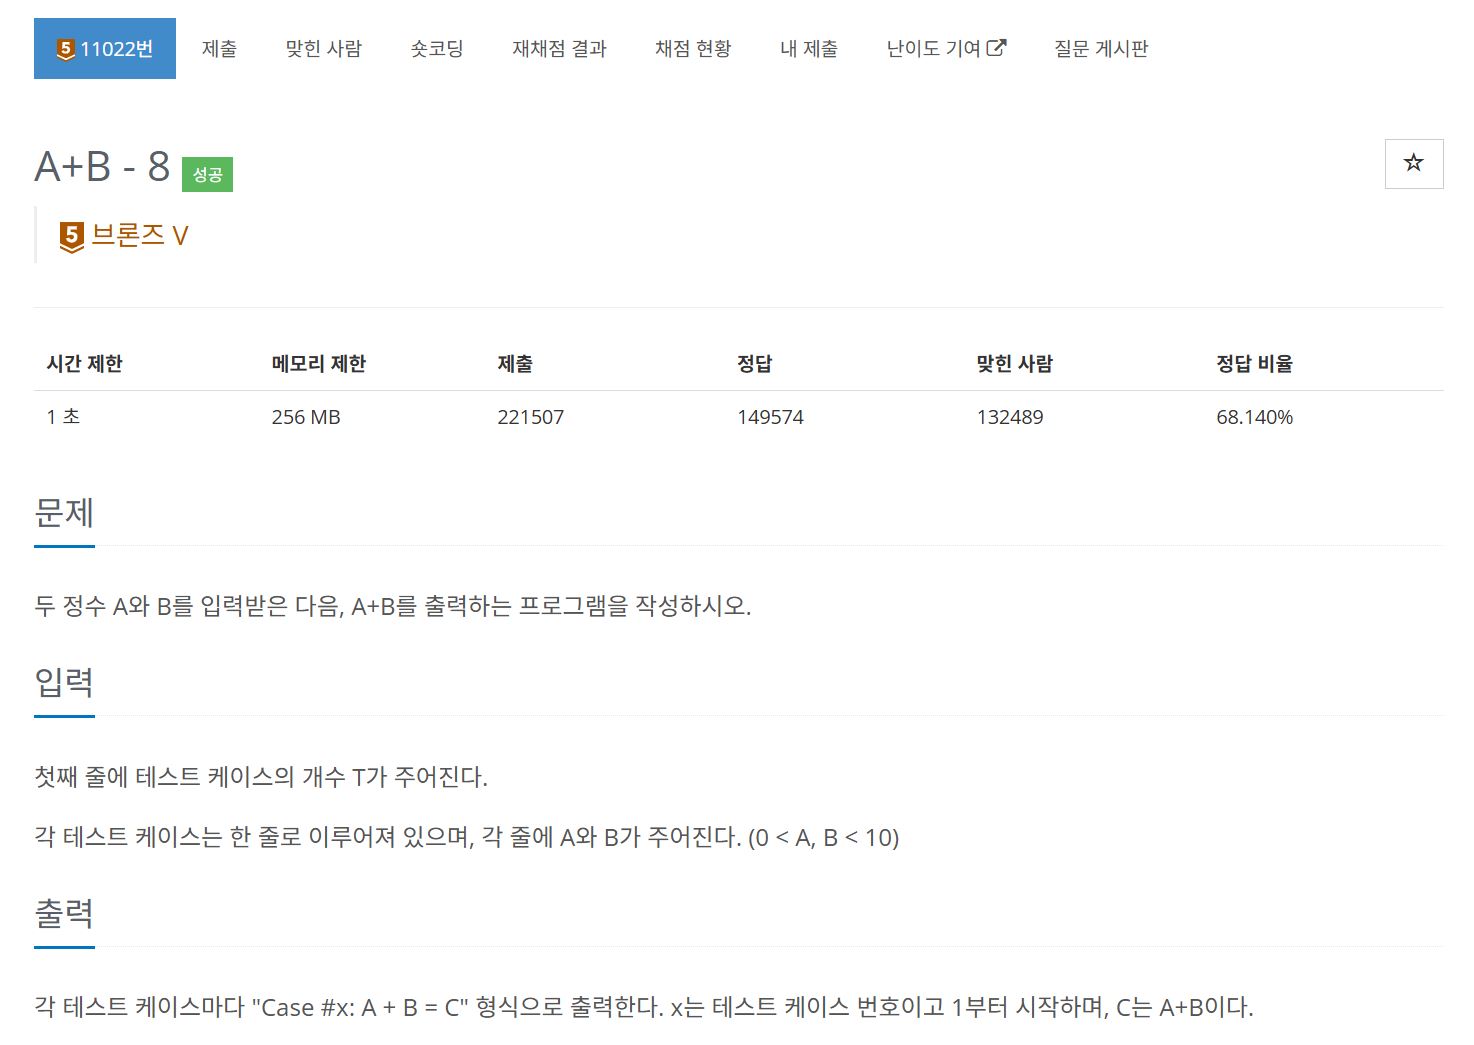 5 11022번 제출 맞힌 사람 숏코딩 재채점 결과 채점 현황 내 제출 난이도 기여 질문 게시판
A+B - 8 성공
5 브론즈 V
시간 제한 메모리 제한 제출 정답 맞힌 사람 정답 비율
1 초 256 MB 221507 149574 132489 68.140%
문제
두 정수 A와 B를 입력받은 다음, A+B를 출력하는 프로그램을 작성하시오.
입력
첫째 줄에 테스트 케이스의 개수 T가 주어진다.
각 테스트 케이스는 한 줄로 이루어져 있으며, 각 줄에 A와 B가 주어진다. (0 < A, B < 10)
출력
각 테스트 케이스마다 "Case #x: A + B = C" 형식으로 출력한다. x는 테스트 케이스 번호이고 1부터 시작하며, C는 A+B이다.